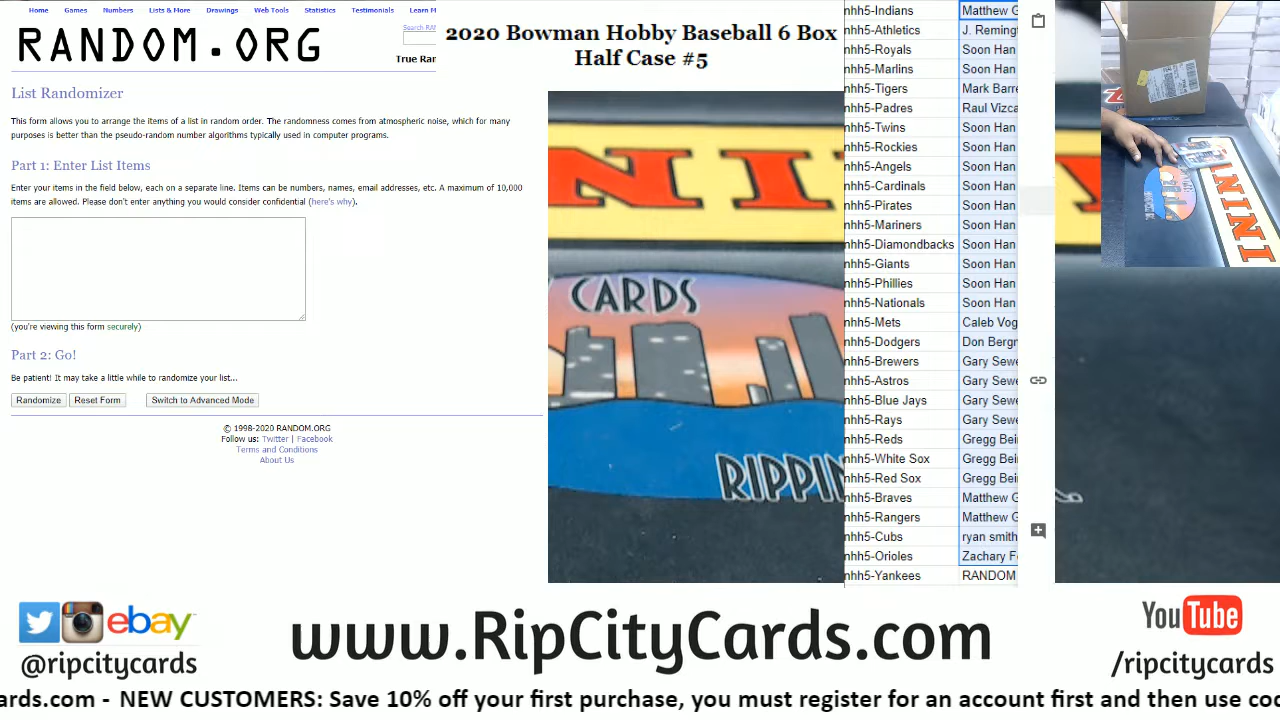 Home Games Numbers Lists & More Drawings Web Tools Statistics Testimonials Learn M
RANDOM.ORG
Search RAN
True Ran
List Randomizer
This form allows you to arrange the items of a list in random order. The randomness comes from atmospheric noise, which for many
purposes is better than the pseudo-random number algorithms typically used in computer programs.
Part 1: Enter List Items
Enter your items in the field below, each on a separate line. Items can be numbers, names, email addresses, etc. A maximum of 10,000
items are allowed. Please don't enter anything you would consider confidential (here's why).
(you're viewing this form securely)
Part 2: Go!
Be patient! It may take a little while to randomize your list...
Randomize Reset Form Switch to Advanced Mode
© 1998-2020 RANDOM.ORG
Follow us: Twitter | Facebook
Terms and Conditions
About Us
2020 Bowman Hobby Baseball 6 Box
Half Case #5
NI
CARDS
RIPPIN
nhh5-Indians Matthew G
nhh5-Athletics J. Remingt
nhh5-Royals Soon Han
nhh5-Marlins Soon Han
nhh5-Tigers Mark Barre
nhh5-Padres Raul Vizca
nhh5-Twins Soon Han
nhh5-Rockies Soon Han
nhh5-Angels Soon Han
nhh5-Cardinals Soon Han
nhh5-Pirates Soon Han
nhh5-Mariners Soon Han
nhh5-Diamondbacks Soon Han
nhh5-Giants Soon Han
nhh5-Phillies Soon Han
nhh5-Nationals Soon Han
nhh5-Mets Caleb Vog
nhh5-Dodgers Don Bergn
nhh5-Brewers Gary Sewe
nhh5-Astros Gary Sewe
nhh5-Blue Jays Gary Sewe
nhh5-Rays Gary Sewe
nhh5-Reds Gregg Bei
nhh5-White Sox Gregg Bei
nhh5-Red Sox Gregg Bei
nhh5-Braves Matthew G
nhh5-Rangers Matthew G
nhh5-Cubs ryan smith
nhh5-Orioles Zachary Fe
nhh5-Yankees RANDOM
ANINI
ebay
@ripcitycards
www.RipCityCards.com
YouTube
/ripcitycards
cards.com - NEW CUSTOMERS: Save 10% off your first purchase, you must register for an account first and then use cod